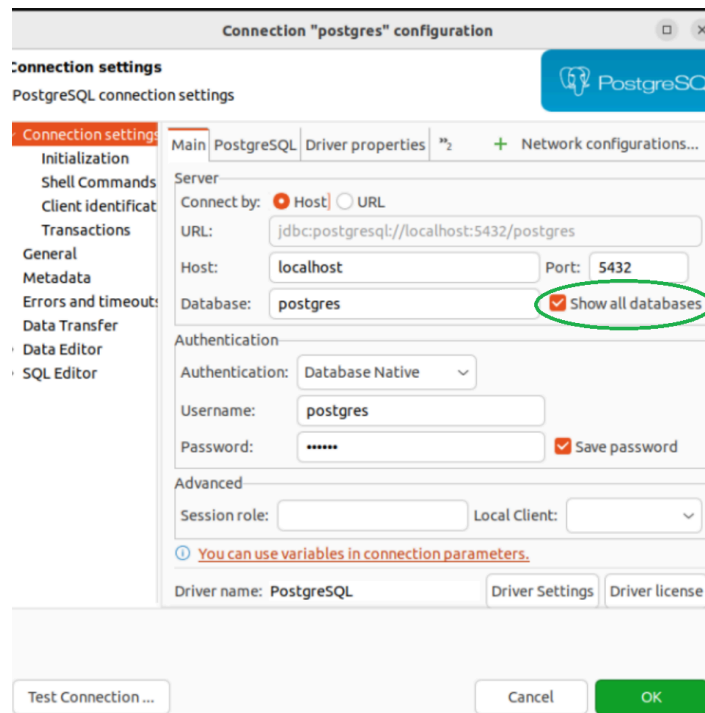 Connection "postgres" configuration
Connection settings
PostgreSQL connection settings
PostgreSQ
Connection settings
Initialization
Shell Commands
Client identificat
Transactions
General
Metadata
Errors and timeouts
Data Transfer
Data Editor
SQL Editor
Main PostgreSQL Driver properties »2 + Network configurations...
Server
Connect by: Host URL
URL: jdbc:postgresql://localhost:5432/postgres
Host: localhost Port: 5432
Database: postgres Show all databases
Authentication
Authentication: Database Native
Username: postgres
Password: •••••• Save password
Advanced
Session role: Local Client:
You can use variables in connection parameters.
Driver name: PostgreSQL Driver Settings Driver license
Test Connection ... Cancel OK